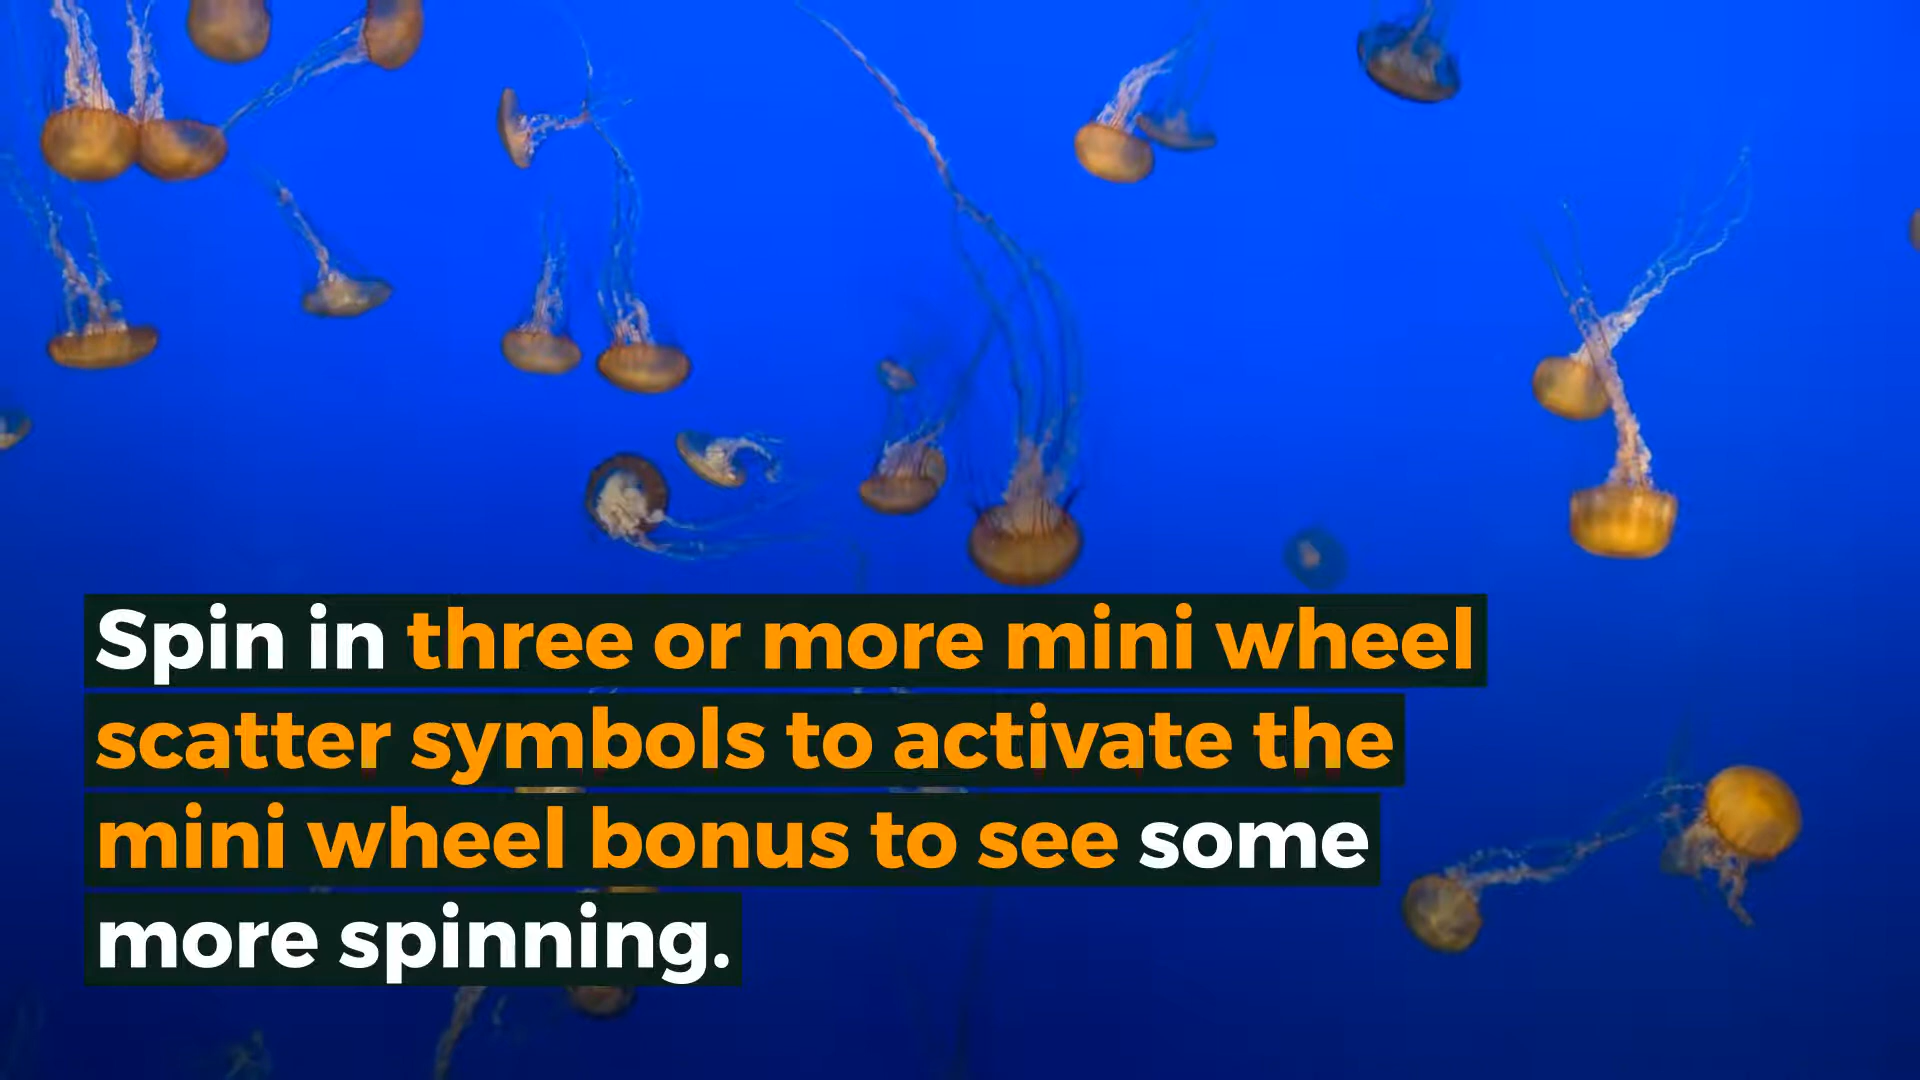 Spin in three or more mini wheel
scatter symbols to activate the
mini wheel bonus to see some
more spinning.